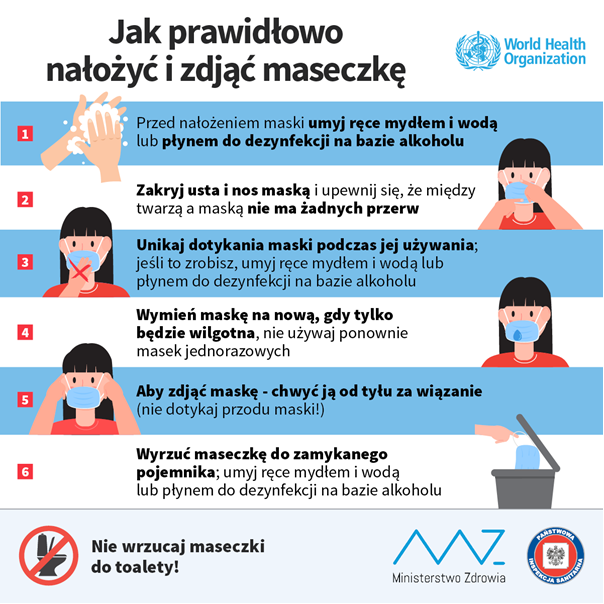 Jak prawidłowo
nałożyć i zdjąć maseczkę
World Health
Organization
1
Przed nałożeniem maski umyj ręce mydłem i wodą
lub płynem do dezynfekcji na bazie alkoholu
2
Zakryj usta i nos maską i upewnij się, że między
twarzą a maską nie ma żadnych przerw
3
Unikaj dotykania maski podczas jej używania;
jeśli to zrobisz, umyj ręce mydłem i wodą lub
płynem do dezynfekcji na bazie alkoholu
4
Wymień maskę na nową, gdy tylko
będzie wilgotna, nie używaj ponownie
masek jednorazowych
5
Aby zdjąć maskę - chwyć ją od tyłu za wiązanie
(nie dotykaj przodu maski!)
6
Wyrzuć maseczkę do zamykanego
pojemnika; umyj ręce mydłem i wodą
lub płynem do dezynfekcji na bazie alkoholu
Nie wrzucaj maseczki
do toalety!
Ministerstwo Zdrowia
PAŃSTWOWA
INSPEKCJA SANITARNA